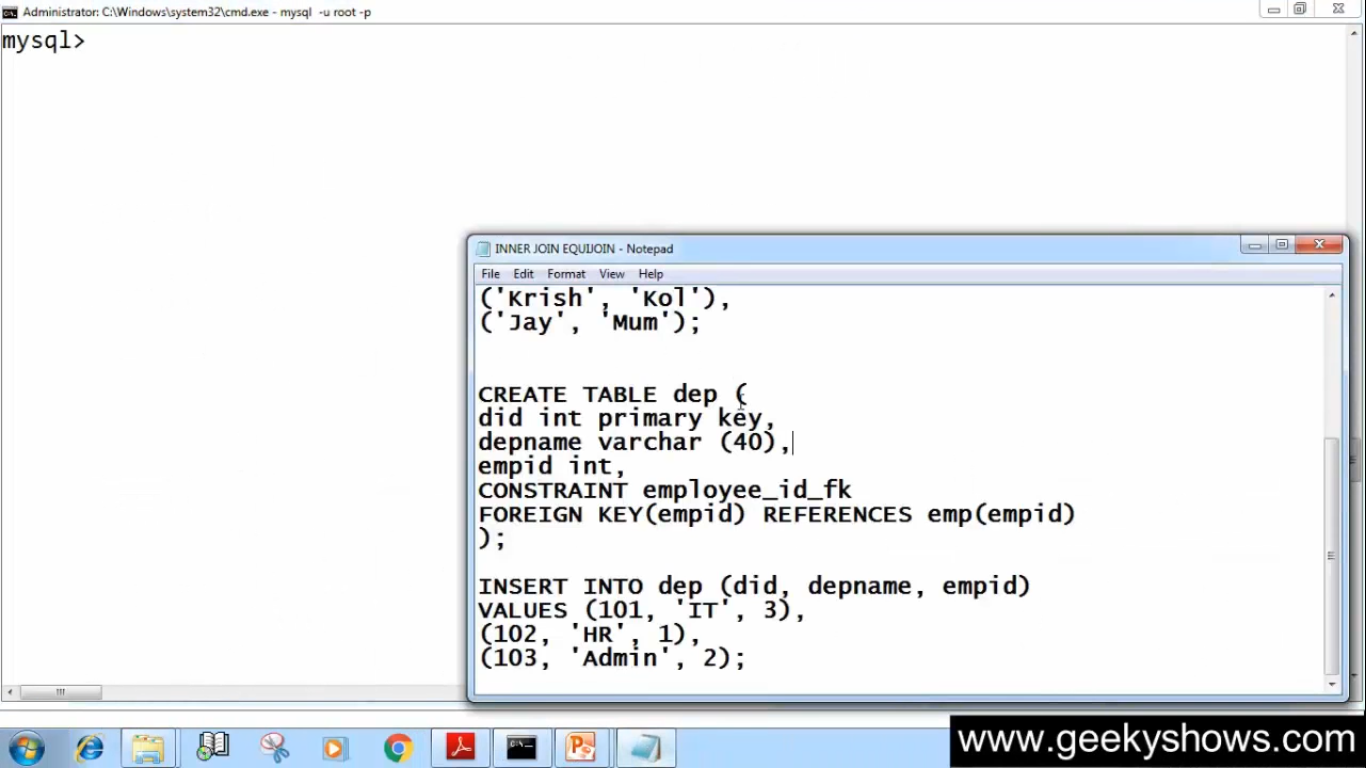 Administrator: C:\Windows\system32\cmd.exe - mysql -u root -p
mysql>
INNER JOIN EQUIJOIN - Notepad
File Edit Format View Help
('Krish', 'Kol'),
('Jay', 'Mum');
CREATE TABLE dep (
did int primary key,
depname varchar (40),
empid int,
CONSTRAINT employee_id_fk
FOREIGN KEY(empid) REFERENCES emp(empid)
);
INSERT INTO dep (did, depname, empid)
VALUES (101, 'IT', 3),
(102, 'HR', 1),
(103, 'Admin', 2);
www.geekyshows.com